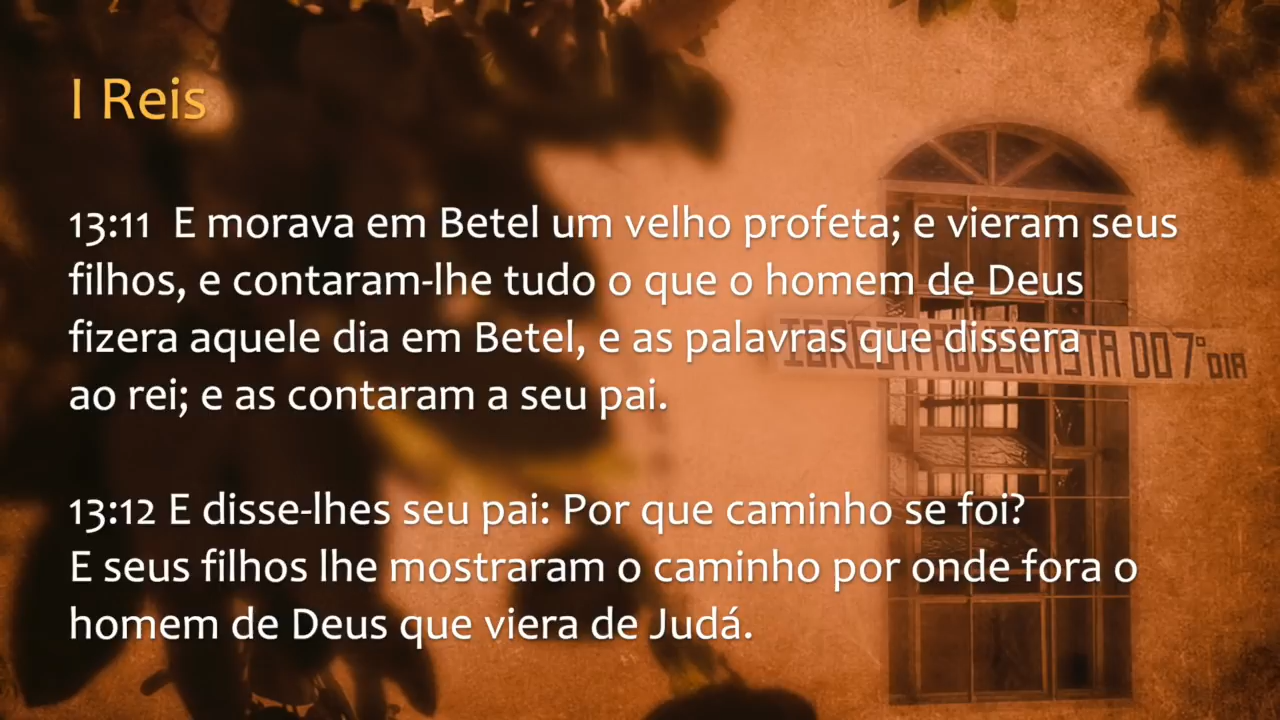 I Reis
13:11 E morava em Betel um velho profeta; e vieram seus
filhos, e contaram-lhe tudo o que o homem de Deus
fizera aquele dia em Betel, e as palavras que dissera
ao rei; e as contaram a seu pai.
13:12 E disse-lhes seu pai: Por que caminho se foi?
E seus filhos lhe mostraram o caminho por onde fora o
homem de Deus que viera de Judá.
IGREJA ADVENTISTA DO 7° DIA